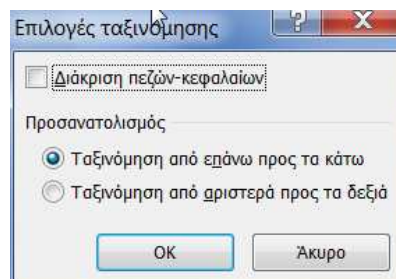 Επιλογές ταξινόμησης
Διάκριση πεζών-κεφαλαίων
Προσανατολισμός
Ταξινόμηση από επάνω προς τα κάτω
Ταξινόμηση από αριστερά προς τα δεξιά
OK Άκυρο